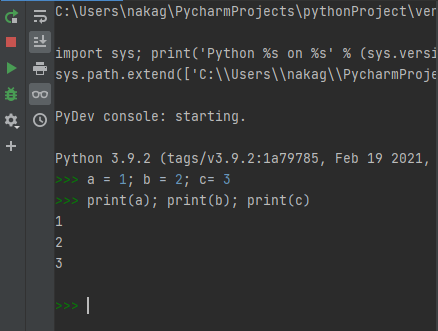 C:\Users\nakag\PycharmProjects\pythonProject\ve
import sys; print('Python %s on %s' % (sys.versi
sys.path.extend(['C:\\Users\\nakag\\PycharmProje
PyDev console: starting.
Python 3.9.2 (tags/v3.9.2:1a79785, Feb 19 2021,
>>> a = 1; b = 2; c= 3
>>> print(a); print(b); print(c)
1
2
3
>>>